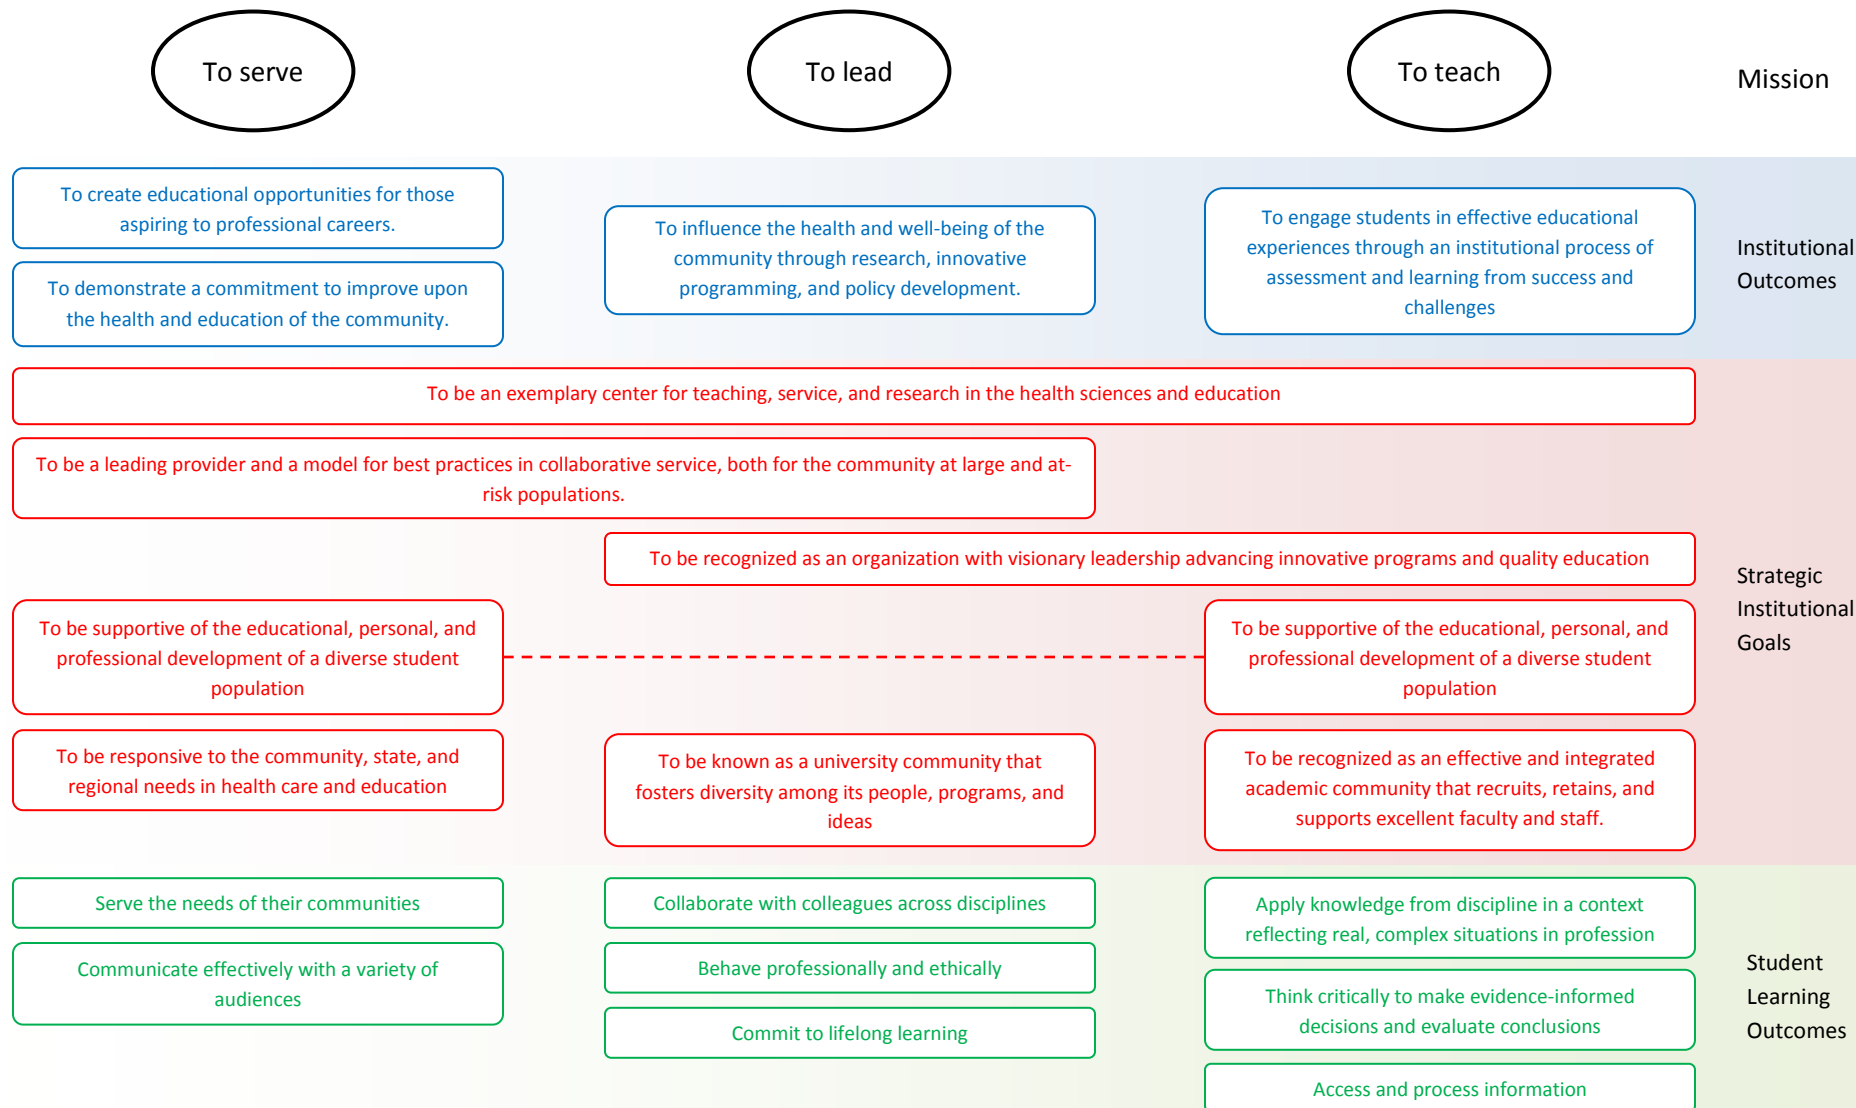 To serve
To lead
To teach
Mission
To create educational opportunities for those
aspiring to professional careers.
To demonstrate a commitment to improve upon
the health and education of the community.
To influence the health and well-being of the
community through research, innovative
programming, and policy development.
To engage students in effective educational
experiences through an institutional process of
assessment and learning from success and
challenges
Institutional
Outcomes
To be an exemplary center for teaching, service, and research in the health sciences and education
To be a leading provider and a model for best practices in collaborative service, both for the community at large and at-
risk populations.
To be recognized as an organization with visionary leadership advancing innovative programs and quality education
Strategic
Institutional
Goals
To be supportive of the educational, personal, and
professional development of a diverse student
population
To be supportive of the educational, personal, and
professional development of a diverse student
population
To be responsive to the community, state, and
regional needs in health care and education
To be known as a university community that
fosters diversity among its people, programs, and
ideas
To be recognized as an effective and integrated
academic community that recruits, retains, and
supports excellent faculty and staff.
Serve the needs of their communities
Communicate effectively with a variety of
audiences
Collaborate with colleagues across disciplines
Behave professionally and ethically
Commit to lifelong learning
Apply knowledge from discipline in a context
reflecting real, complex situations in profession
Think critically to make evidence-informed
decisions and evaluate conclusions
Access and process information
Student
Learning
Outcomes